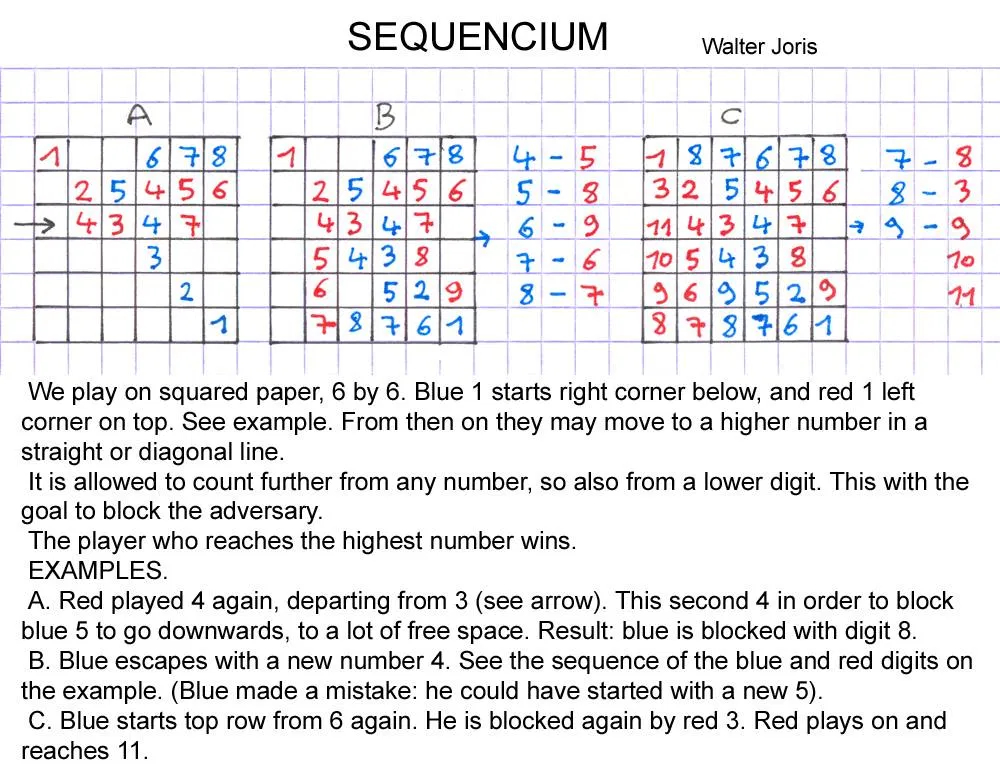 SEQUENCIUM
Walter Joris
A B C
1 6 7 8
2 5 4 5 6
→ 4 3 4 7
3
2
1
1 6 7 8 4 - 5
2 5 4 5 6 5 - 8
4 3 4 7 → 6 - 9
5 4 3 8 7 - 6
6 5 2 9 8 - 7
7 8 7 6 1
1 8 7 6 7 8 7 - 8
3 2 5 4 5 6 8 - 3
11 4 3 4 7 → 9 - 9
10 5 4 3 8 10
9 6 9 5 2 9 11
8 7 8 7 6 1
We play on squared paper, 6 by 6. Blue 1 starts right corner below, and red 1 left
corner on top. See example. From then on they may move to a higher number in a
straight or diagonal line.
It is allowed to count further from any number, so also from a lower digit. This with the
goal to block the adversary.
The player who reaches the highest number wins.
EXAMPLES.
A. Red played 4 again, departing from 3 (see arrow). This second 4 in order to block
blue 5 to go downwards, to a lot of free space. Result: blue is blocked with digit 8.
B. Blue escapes with a new number 4. See the sequence of the blue and red digits on
the example. (Blue made a mistake: he could have started with a new 5).
C. Blue starts top row from 6 again. He is blocked again by red 3. Red plays on and
reaches 11.